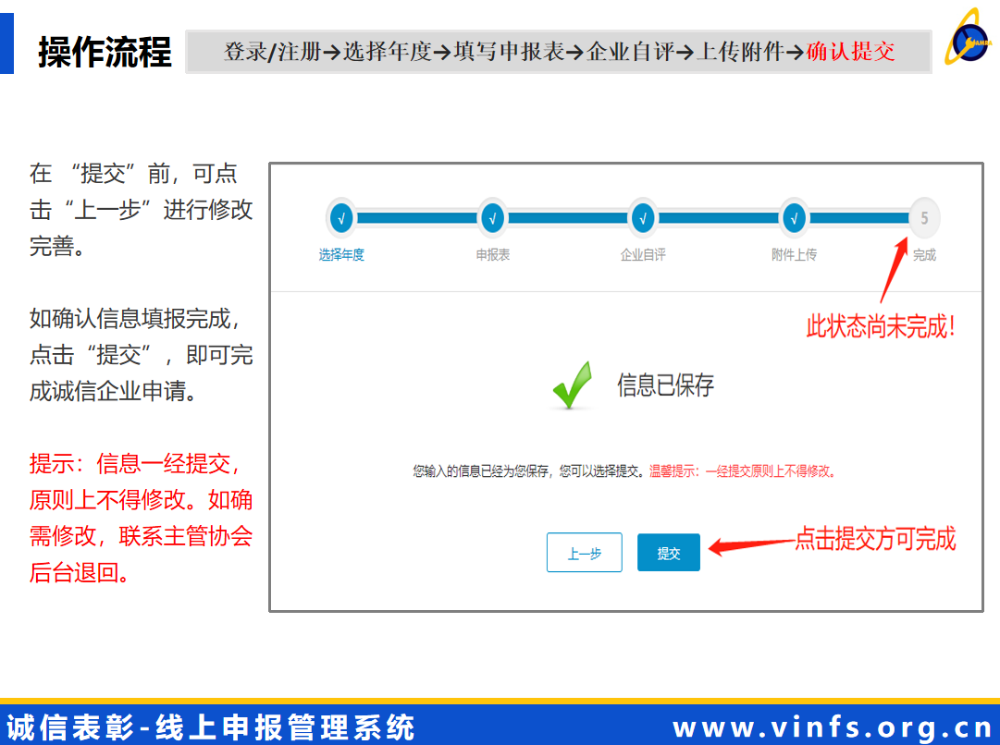 操作流程
登录/注册→选择年度→填写申报表→企业自评→上传附件→确认提交
在 “提交”前，可点
击“上一步”进行修改
完善。
如确认信息填报完成，
点击“提交”，即可完
成诚信企业申请。
提示：信息一经提交，
原则上不得修改。如确
需修改，联系主管协会
后台退回。
√ √ √ √ 5
选择年度 申报表 企业自评 附件上传 完成
此状态尚未完成！
信息已保存
您输入的信息已经为您保存，您可以选择提交。温馨提示：一经提交原则上不得修改。
上一步 提交 点击提交方可完成
诚信表彰-线上申报管理系统 www.vinfs.org.cn